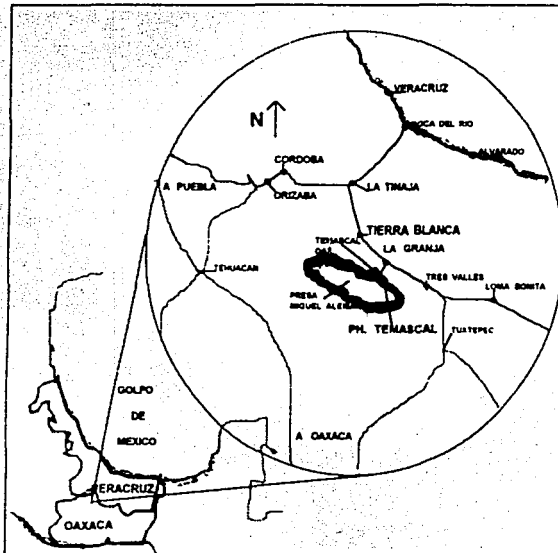 VERACRUZ
BOCA DEL RIO
ALVARADO
N
CORDOBA
A PUEBLA
ORIZABA
LA TINAJA
TIERRA BLANCA
TEMASCAL
LA GRANJA
TEHUACAN
TRES VALLES
LOMA BONITA
PRESA
MIGUEL ALEMAN
PH. TEMASCAL
TUXTEPEC
GOLPO
DE
MEXICO
A OAXACA
VERACRUZ
OAXACA